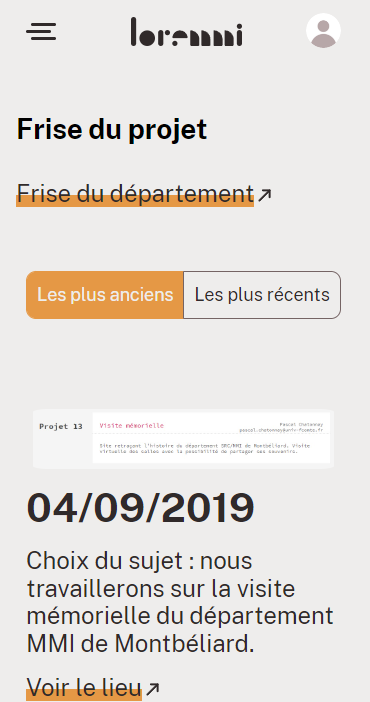 loremmi
Frise du projet
Frise du département
Les plus anciens Les plus récents
Projet 13
Visite mémorielle
Pascal Chatonnay
pascal.chatonnay@univ-fcomte.fr
Site retraçant l'histoire du département SRC/MMI de Montbéliard. Visite
virtuelle des salles avec la possibilité de partager ses souvenirs.
04/09/2019
Choix du sujet : nous
travaillerons sur la visite
mémorielle du département
MMI de Montbéliard.
Voir le lieu